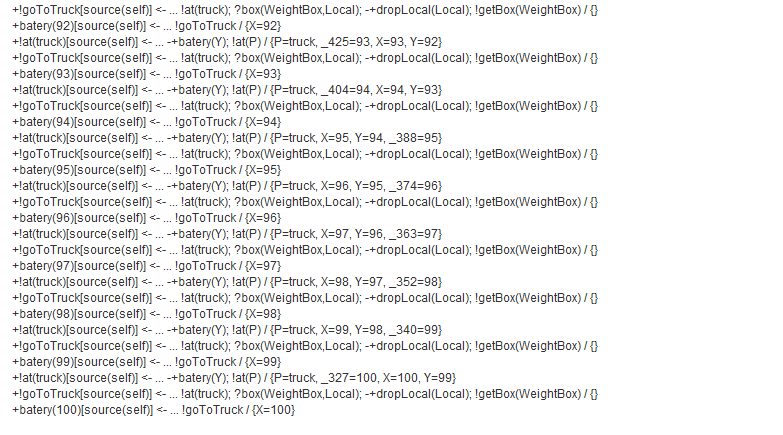 +!goToTruck[source(self)] <- ... !at(truck); ?box(WeightBox,Local); -+dropLocal(Local); !getBox(WeightBox) / {}
+batery(92)[source(self)] <- ... !goToTruck / {X=92}
+!at(truck)[source(self)] <- ... -+batery(Y); !at(P) / {P=truck, _425=93, X=93, Y=92}
+!goToTruck[source(self)] <- ... !at(truck); ?box(WeightBox,Local); -+dropLocal(Local); !getBox(WeightBox) / {}
+batery(93)[source(self)] <- ... !goToTruck / {X=93}
+!at(truck)[source(self)] <- ... -+batery(Y); !at(P) / {P=truck, _404=94, X=94, Y=93}
+!goToTruck[source(self)] <- ... !at(truck); ?box(WeightBox,Local); -+dropLocal(Local); !getBox(WeightBox) / {}
+batery(94)[source(self)] <- ... !goToTruck / {X=94}
+!at(truck)[source(self)] <- ... -+batery(Y); !at(P) / {P=truck, X=95, Y=94, _388=95}
+!goToTruck[source(self)] <- ... !at(truck); ?box(WeightBox,Local); -+dropLocal(Local); !getBox(WeightBox) / {}
+batery(95)[source(self)] <- ... !goToTruck / {X=95}
+!at(truck)[source(self)] <- ... -+batery(Y); !at(P) / {P=truck, X=96, Y=95, _374=96}
+!goToTruck[source(self)] <- ... !at(truck); ?box(WeightBox,Local); -+dropLocal(Local); !getBox(WeightBox) / {}
+batery(96)[source(self)] <- ... !goToTruck / {X=96}
+!at(truck)[source(self)] <- ... -+batery(Y); !at(P) / {P=truck, X=97, Y=96, _363=97}
+!goToTruck[source(self)] <- ... !at(truck); ?box(WeightBox,Local); -+dropLocal(Local); !getBox(WeightBox) / {}
+batery(97)[source(self)] <- ... !goToTruck / {X=97}
+!at(truck)[source(self)] <- ... -+batery(Y); !at(P) / {P=truck, X=98, Y=97, _352=98}
+!goToTruck[source(self)] <- ... !at(truck); ?box(WeightBox,Local); -+dropLocal(Local); !getBox(WeightBox) / {}
+batery(98)[source(self)] <- ... !goToTruck / {X=98}
+!at(truck)[source(self)] <- ... -+batery(Y); !at(P) / {P=truck, X=99, Y=98, _340=99}
+!goToTruck[source(self)] <- ... !at(truck); ?box(WeightBox,Local); -+dropLocal(Local); !getBox(WeightBox) / {}
+batery(99)[source(self)] <- ... !goToTruck / {X=99}
+!at(truck)[source(self)] <- ... -+batery(Y); !at(P) / {P=truck, _327=100, X=100, Y=99}
+!goToTruck[source(self)] <- ... !at(truck); ?box(WeightBox,Local); -+dropLocal(Local); !getBox(WeightBox) / {}
+batery(100)[source(self)] <- ... !goToTruck / {X=100}